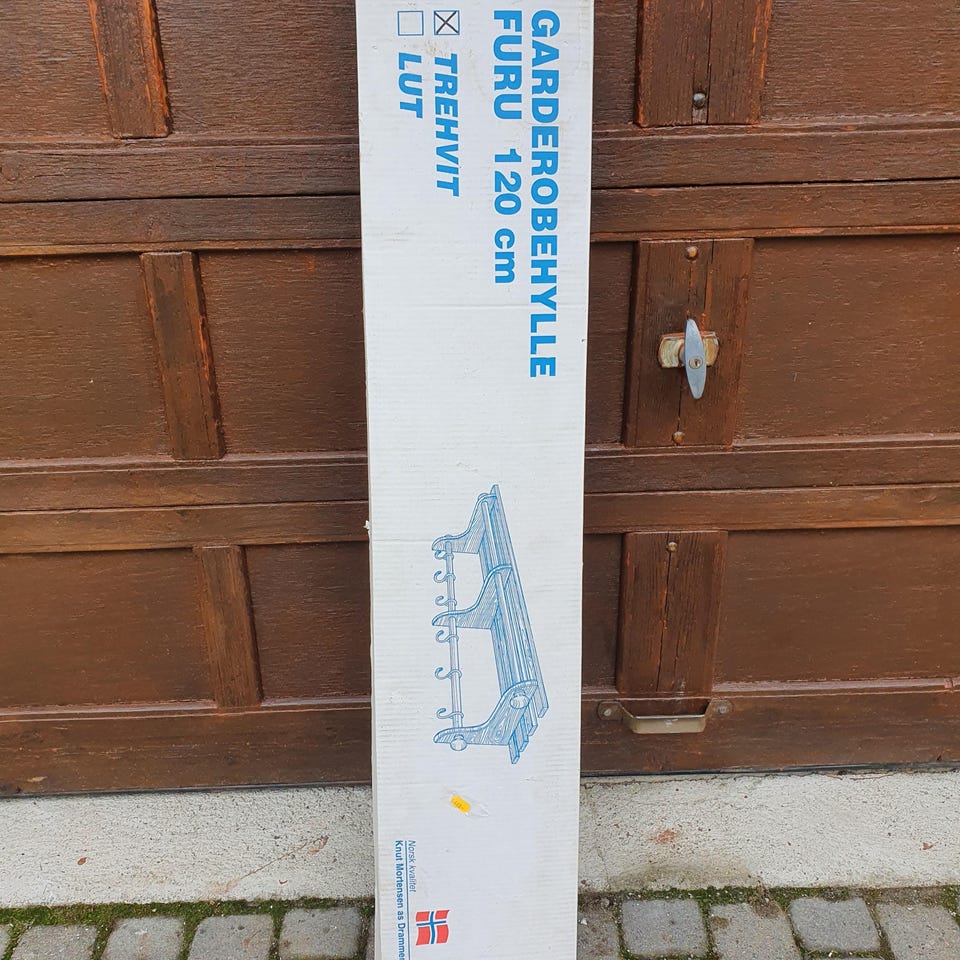 GARDEROBEHYLLE
FURU 120 cm
TREHVIT
LUT
Norsk kvalitet
Knut Mortensen as Drammen